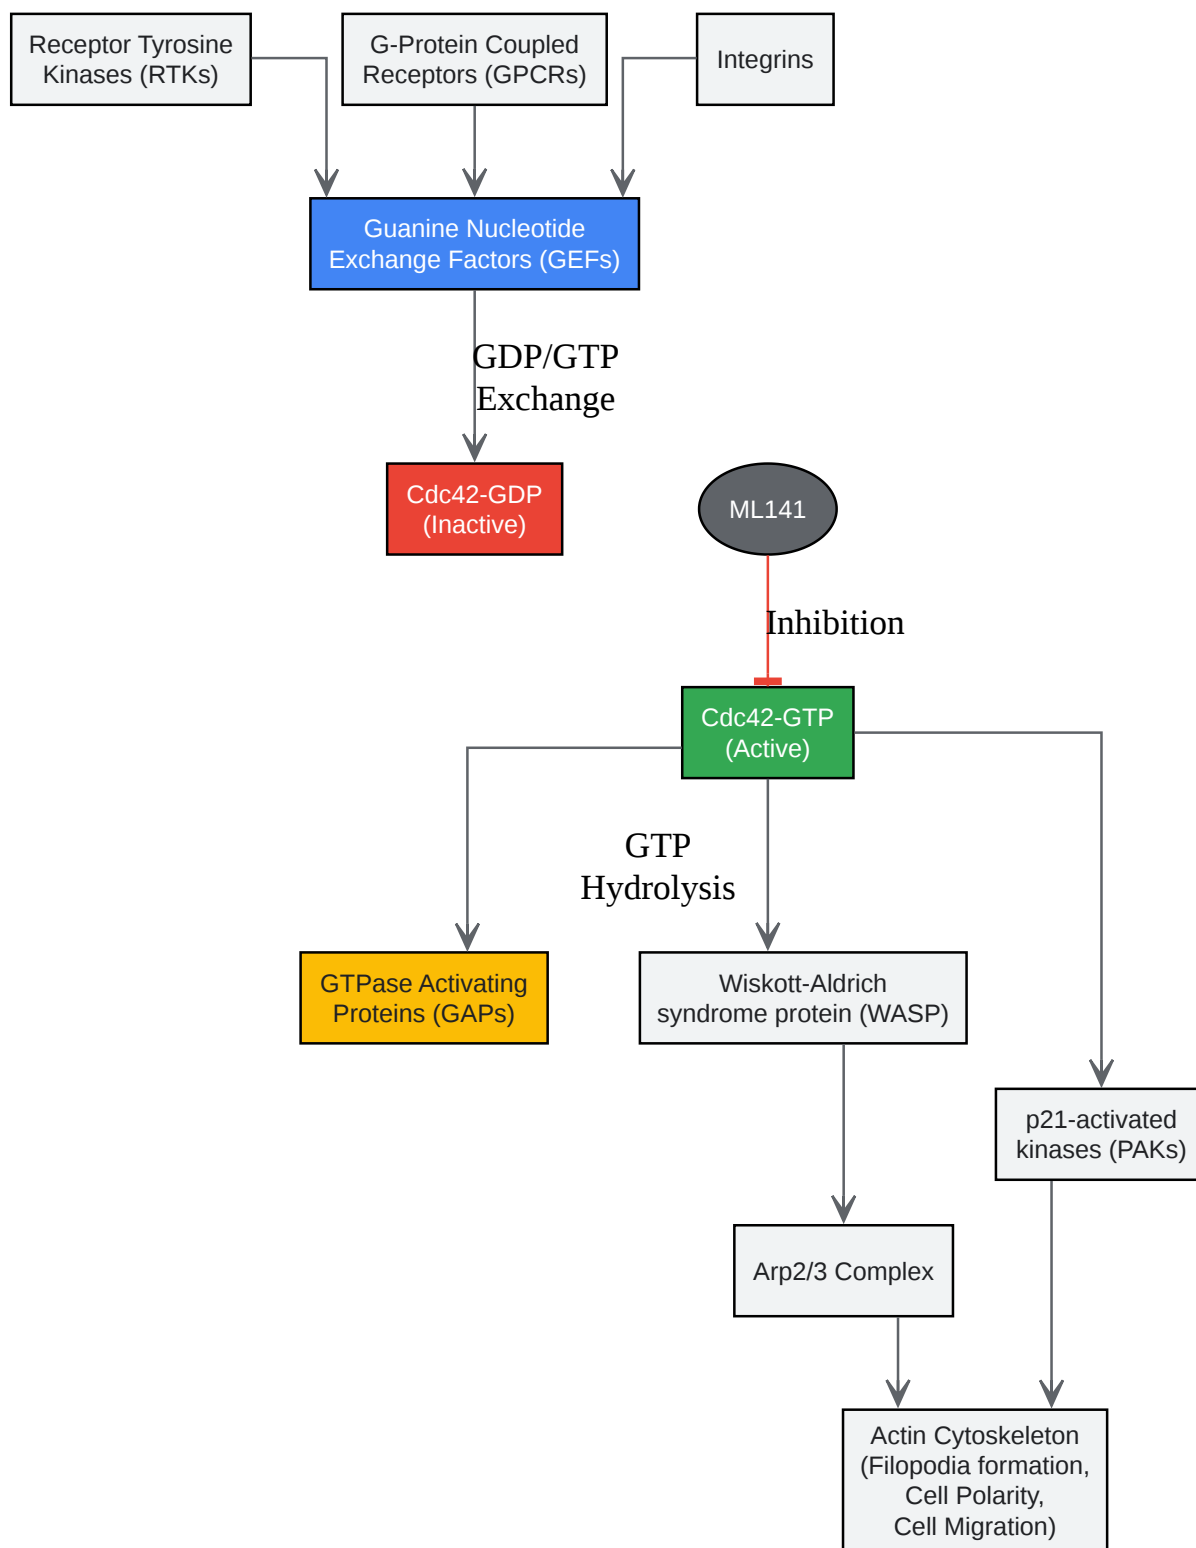 Receptor Tyrosine
Kinases (RTKs)
G-Protein Coupled
Receptors (GPCRs)
Integrins
Guanine Nucleotide
Exchange Factors (GEFs)
GDP/GTP
Exchange
Cdc42-GDP
(Inactive)
ML141
Inhibition
Cdc42-GTP
(Active)
GTP
Hydrolysis
GTPase Activating
Proteins (GAPs)
Wiskott-Aldrich
syndrome protein (WASP)
p21-activated
kinases (PAKs)
Arp2/3 Complex
Actin Cytoskeleton
(Filopodia formation,
Cell Polarity,
Cell Migration)